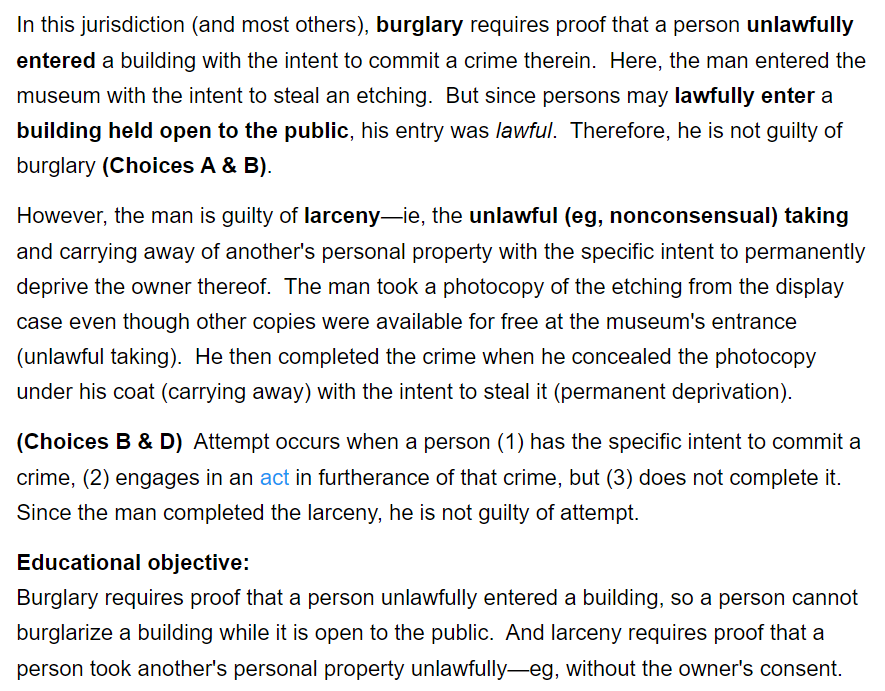 In this jurisdiction (and most others), burglary requires proof that a person unlawfully
entered a building with the intent to commit a crime therein.  Here, the man entered the
museum with the intent to steal an etching.  But since persons may lawfully enter a
building held open to the public, his entry was lawful.  Therefore, he is not guilty of
burglary (Choices A & B).
However, the man is guilty of larceny—ie, the unlawful (eg, nonconsensual) taking
and carrying away of another's personal property with the specific intent to permanently
deprive the owner thereof.  The man took a photocopy of the etching from the display
case even though other copies were available for free at the museum's entrance
(unlawful taking).  He then completed the crime when he concealed the photocopy
under his coat (carrying away) with the intent to steal it (permanent deprivation).
(Choices B & D)  Attempt occurs when a person (1) has the specific intent to commit a
crime, (2) engages in an act in furtherance of that crime, but (3) does not complete it.
Since the man completed the larceny, he is not guilty of attempt.
Educational objective:
Burglary requires proof that a person unlawfully entered a building, so a person cannot
burglarize a building while it is open to the public.  And larceny requires proof that a
person took another's personal property unlawfully—eg, without the owner's consent.